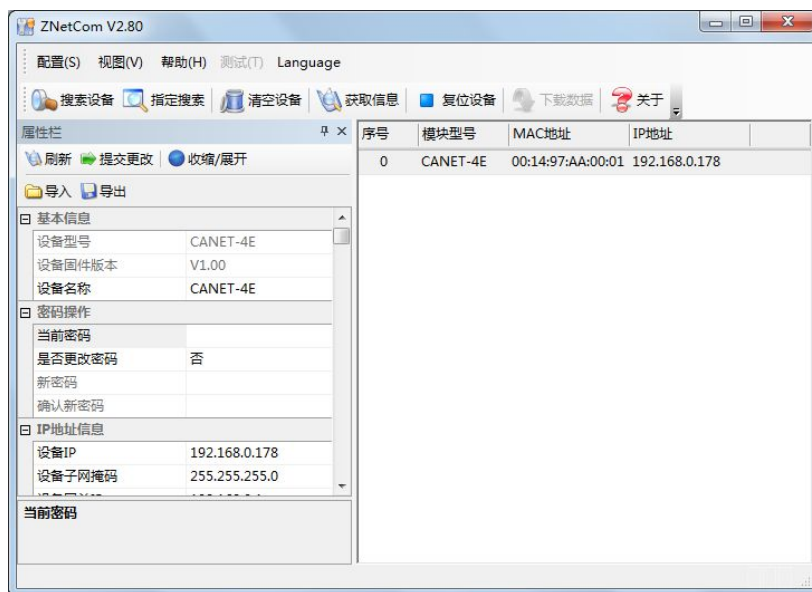 ZNetCom V2.80
配置(S) 视图(V) 帮助(H) 测试(T) Language
搜索设备 指定搜索 清空设备 获取信息 复位设备 下载数据 关于
属性栏
序号 模块型号 MAC地址 IP地址
刷新 提交更改 收缩/展开
0 CANET-4E 00:14:97:AA:00:01 192.168.0.178
导入 导出
基本信息
设备型号 CANET-4E
设备固件版本 V1.00
设备名称 CANET-4E
密码操作
当前密码
是否更改密码 否
新密码
确认新密码
IP地址信息
设备IP 192.168.0.178
设备子网掩码 255.255.255.0
当前密码